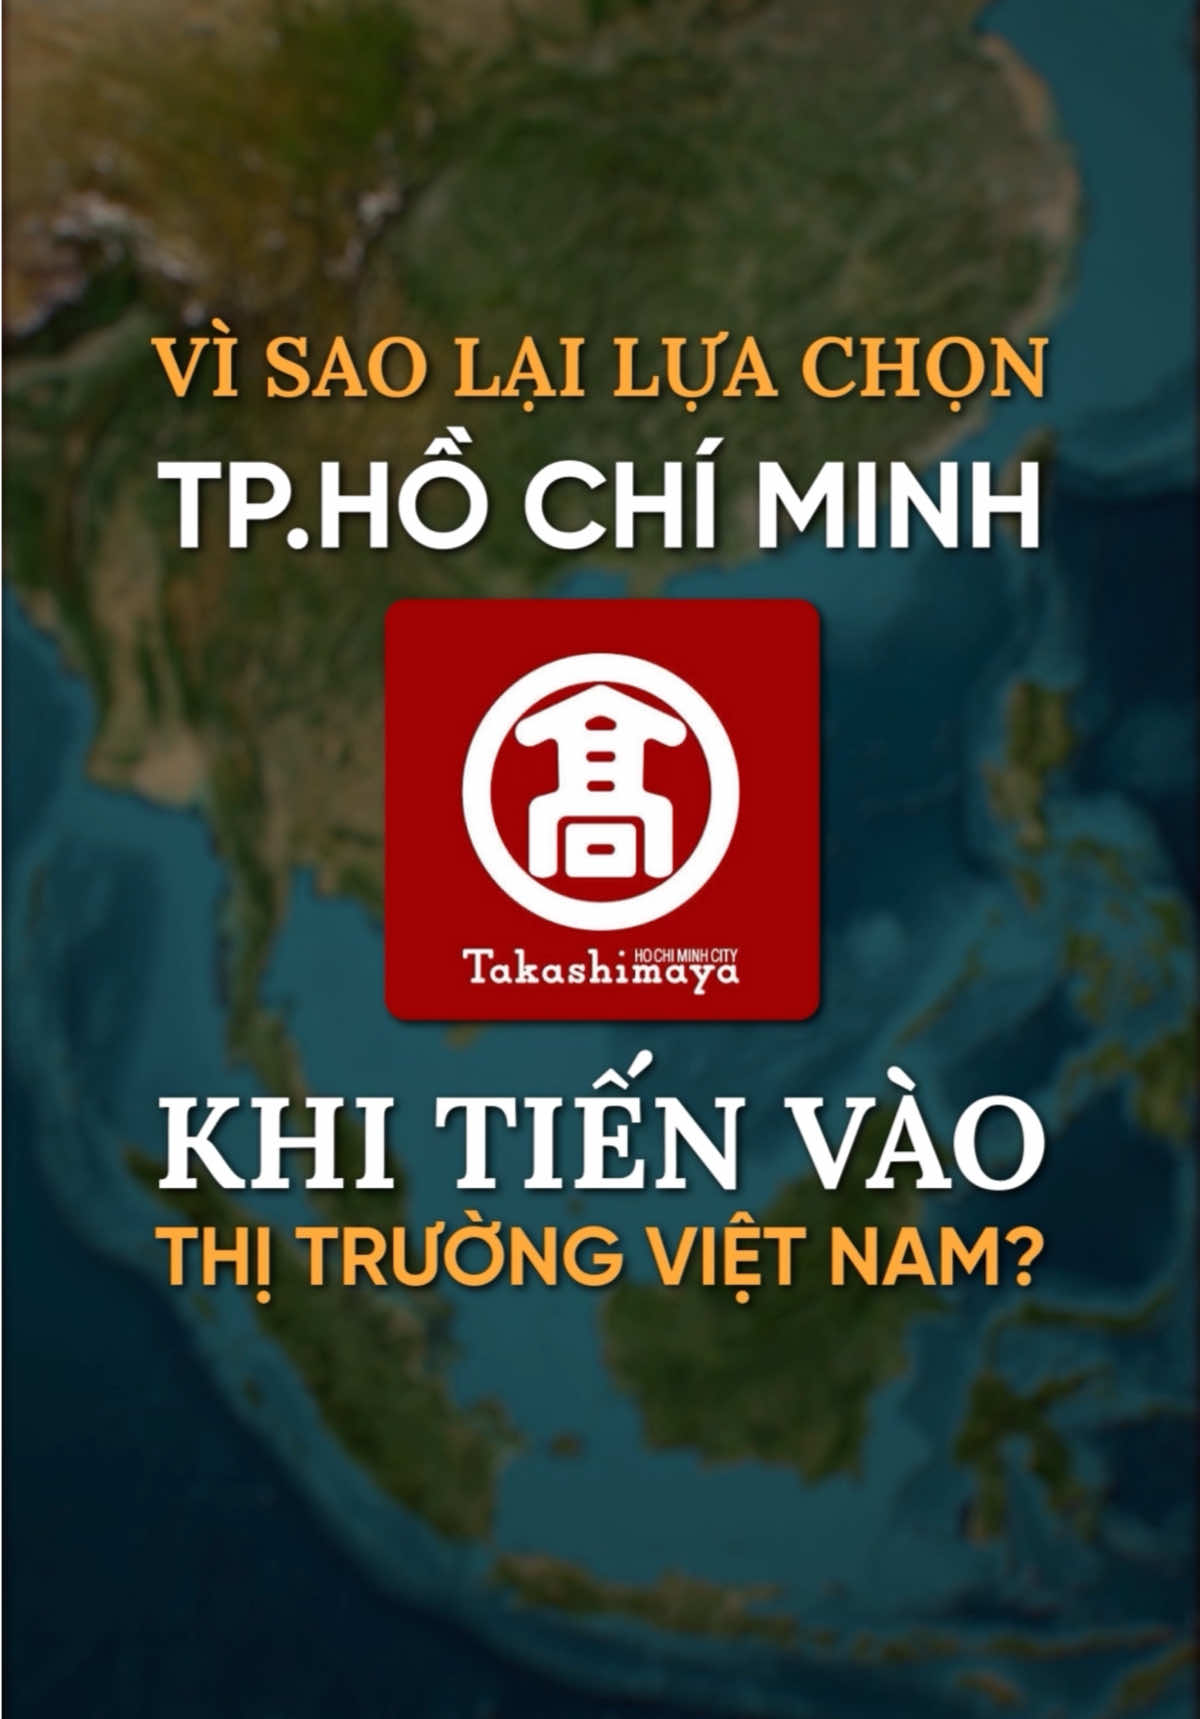 VÌ SAO LẠI LỰA CHỌN
TP.HỒ CHÍ MINH
髙
HO CHI MINH CITY
Takashimaya
KHI TIẾN VÀO
THỊ TRƯỜNG VIỆT NAM?